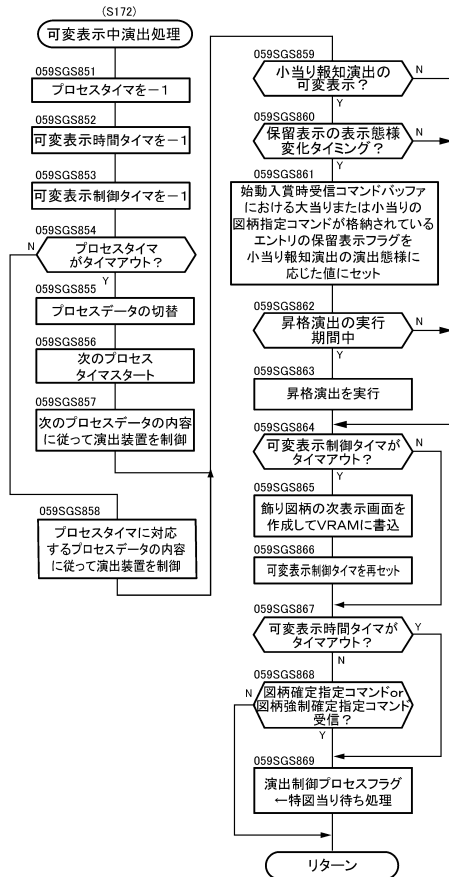 (S172)
可変表示中演出処理
059SGS851
プロセスタイマを－1
059SGS852
可変表示時間タイマを－1
059SGS853
可変表示制御タイマを－1
059SGS854
N
プロセスタイマ
がタイマアウト？
Y
059SGS855
プロセスデータの切替
059SGS856
次のプロセス
タイマスタート
059SGS857
次のプロセスデータの内容
に従って演出装置を制御
059SGS858
プロセスタイマに対応
するプロセスデータの内容
に従って演出装置を制御
059SGS859
小当り報知演出の
可変表示？
N
Y
059SGS860
保留表示の表示態様
変化タイミング？
N
Y
059SGS861
始動入賞時受信コマンドバッファ
における大当りまたは小当りの
図柄指定コマンドが格納されている
エントリの保留表示フラグを
小当り報知演出の演出態様に
応じた値にセット
059SGS862
昇格演出の実行
期間中
N
Y
059SGS863
昇格演出を実行
059SGS864
可変表示制御タイマが
タイマアウト？
N
Y
059SGS865
飾り図柄の次表示画面を
作成してVRAMに書込
059SGS866
可変表示制御タイマを再セット
059SGS867
可変表示時間タイマが
タイマアウト？
Y
N
059SGS868
N
図柄確定指定コマンドor
図柄強制確定指定コマンド
受信？
Y
059SGS869
演出制御プロセスフラグ
←特図当り待ち処理
リターン